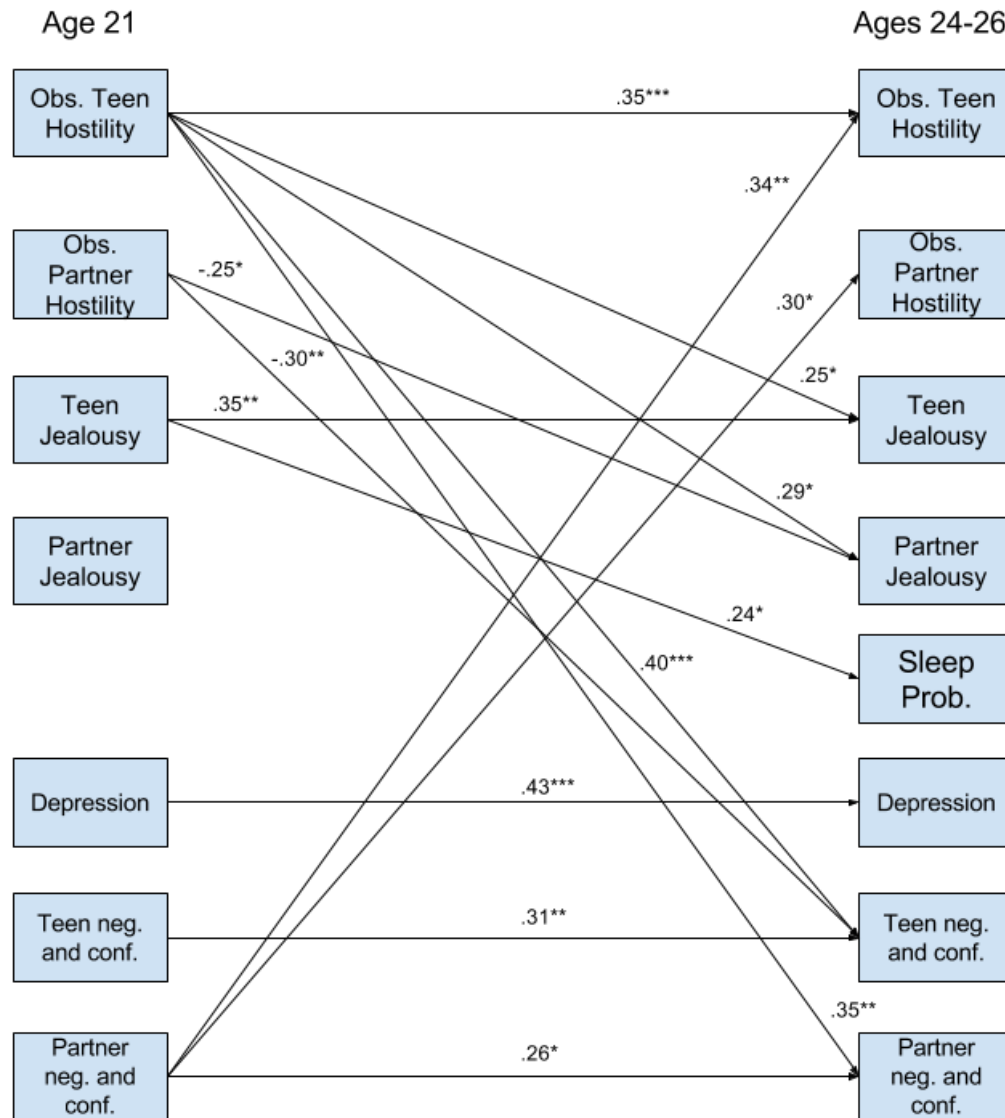 Age 21
Ages 24-26
Obs. Teen
Hostility
.35***
Obs. Teen
Hostility
.34**
Obs.
Partner
Hostility
-.25*
.30*
Obs.
Partner
Hostility
-.30**
.25*
Teen
Jealousy
.35**
Teen
Jealousy
.29*
Partner
Jealousy
Partner
Jealousy
.24*
.40***
Sleep
Prob.
Depression
.43***
Depression
Teen neg.
and conf.
.31**
Teen neg.
and conf.
.35**
Partner
neg. and
conf.
.26*
Partner
neg. and
conf.